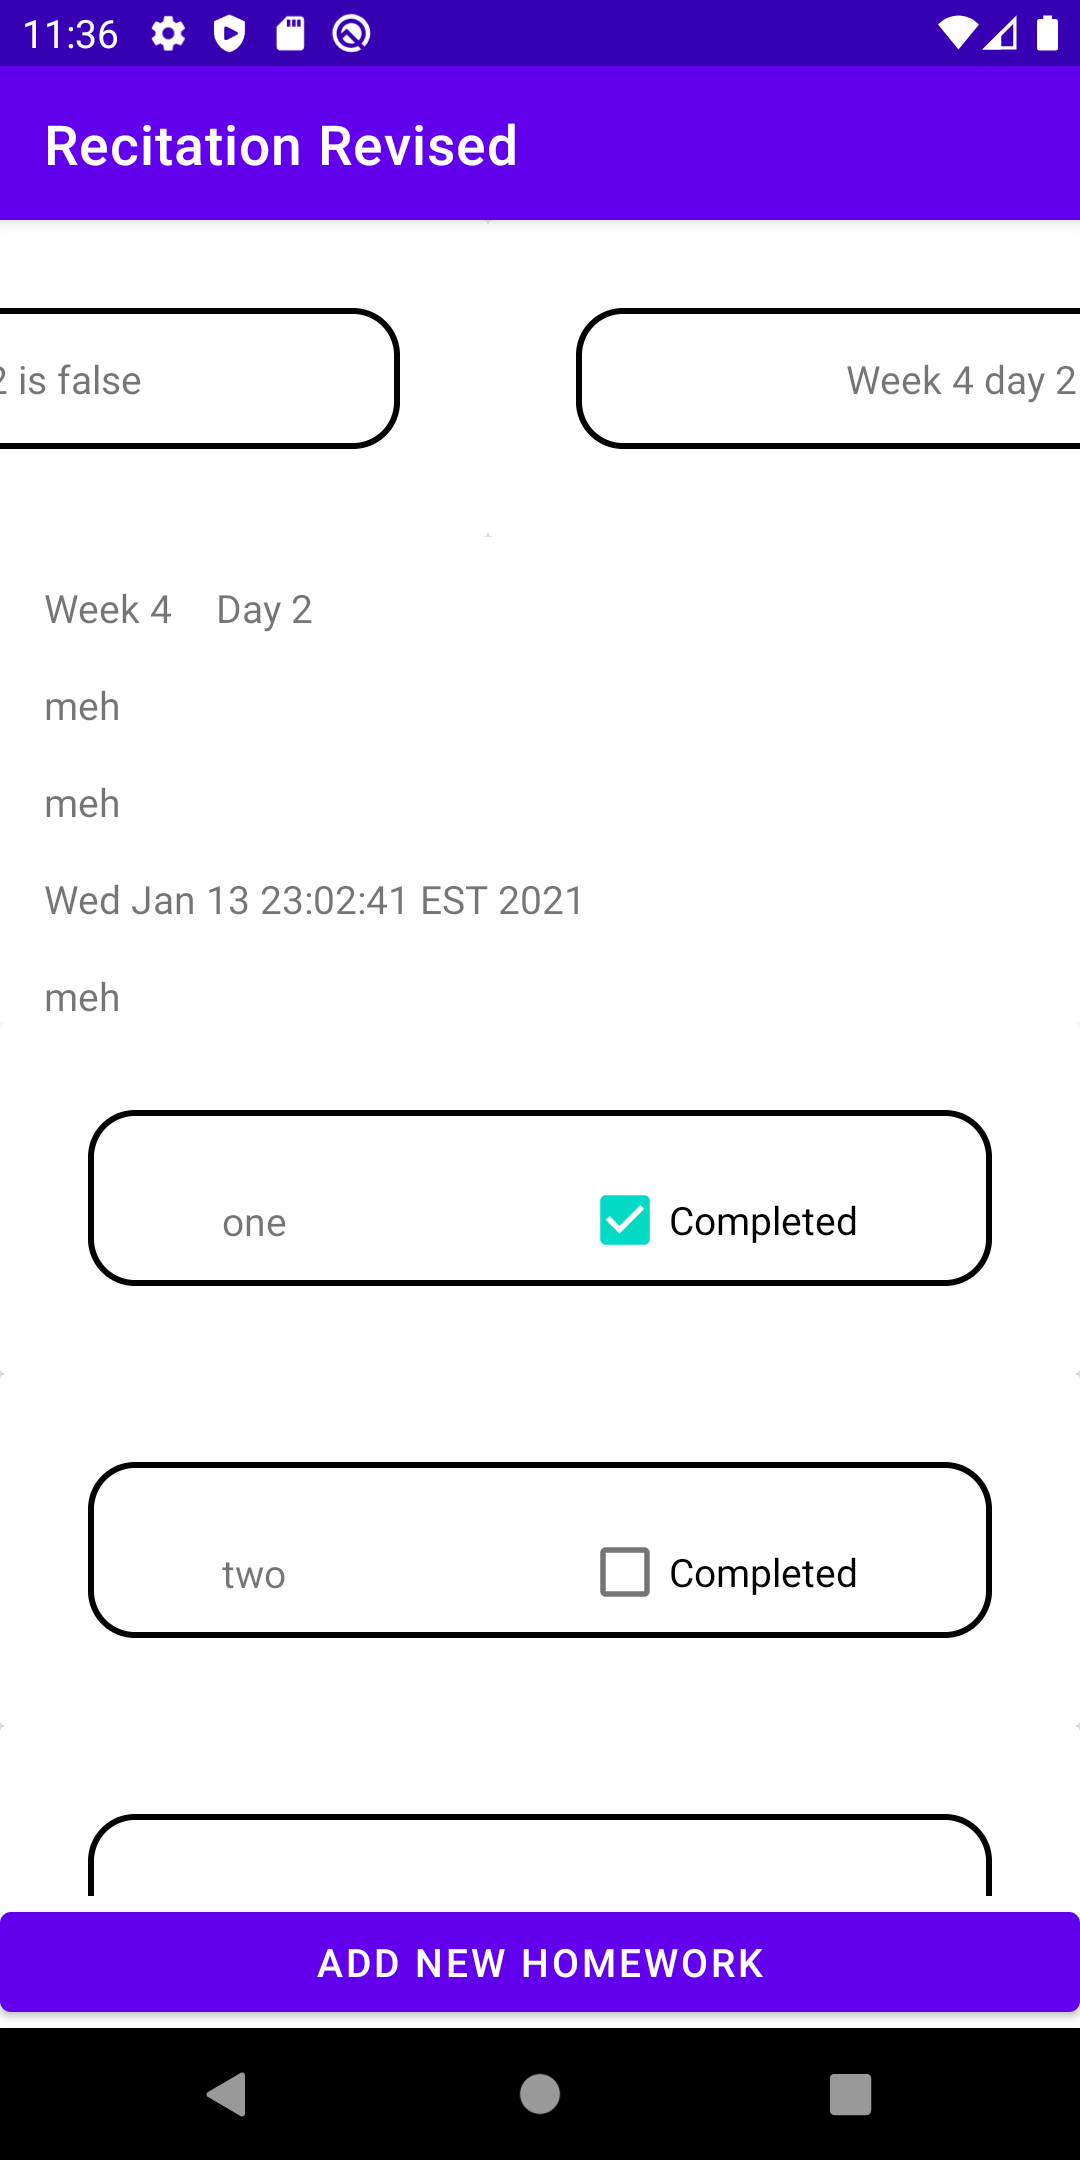 11:36
Recitation Revised
2 is false
Week 4 day 2
Week 4 Day 2
meh
meh
Wed Jan 13 23:02:41 EST 2021
meh
one Completed
two Completed
ADD NEW HOMEWORK